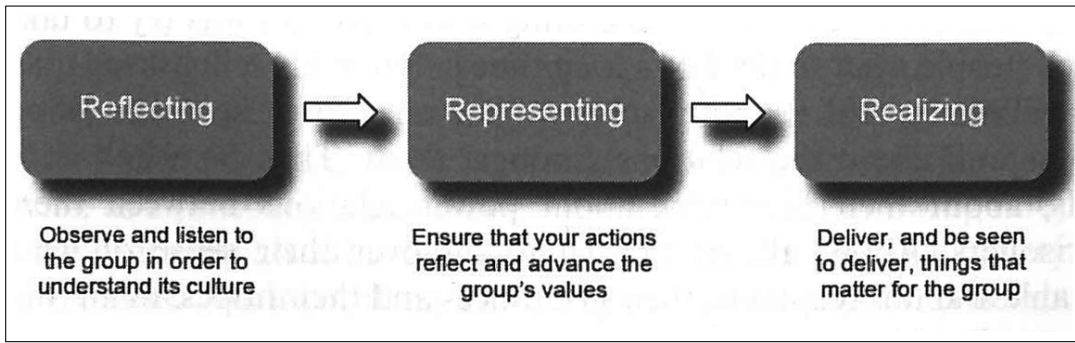 Reflecting
Representing
Realizing
Observe and listen to
the group in order to
understand its culture
Ensure that your actions
reflect and advance the
group's values
Deliver, and be seen
to deliver, things that
matter for the group